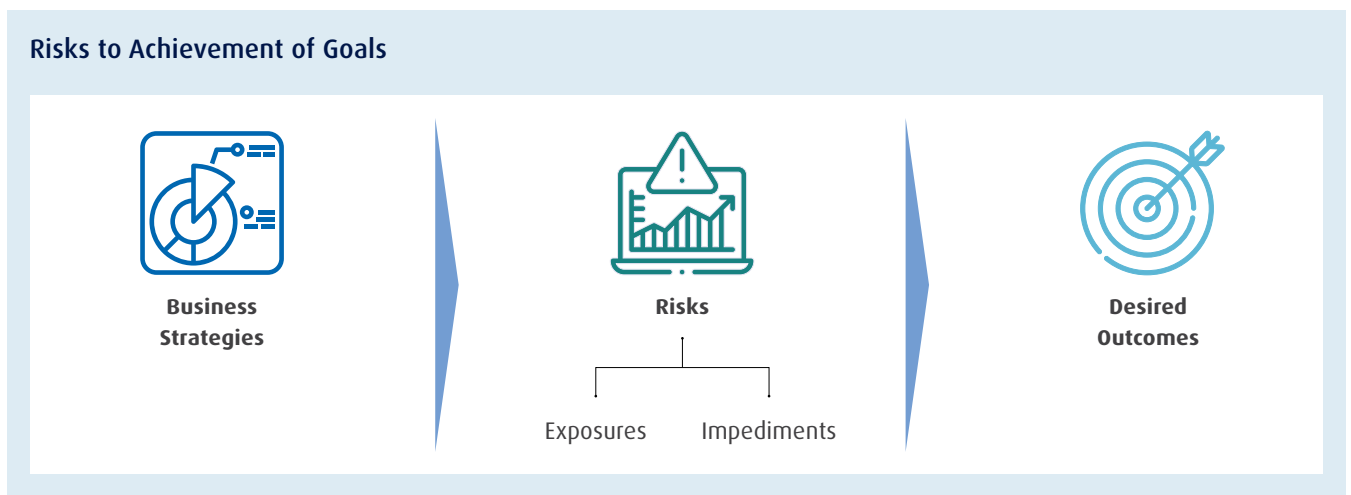 Risks to Achievement of Goals
Business
Strategies
Risks
Exposures
Impediments
Desired
Outcomes